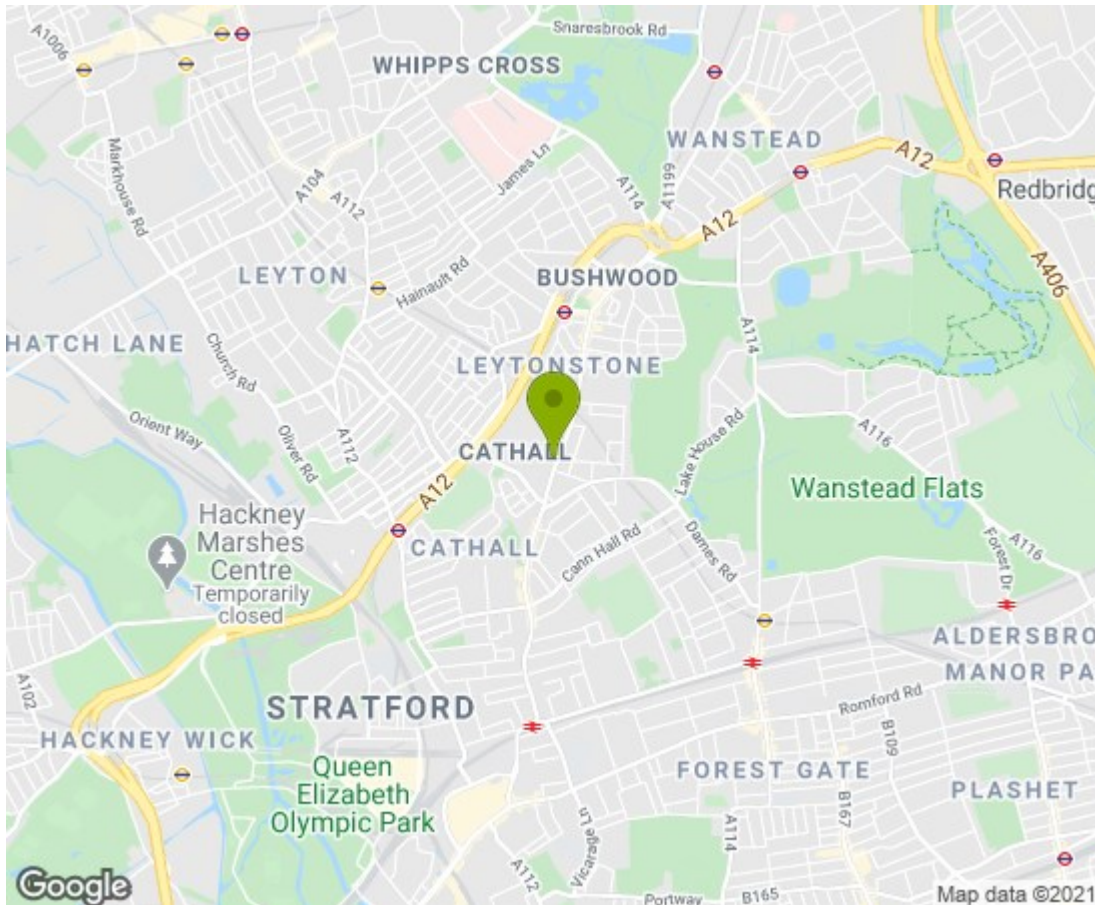 A1006
Snaresbrook Rd
WHIPPS CROSS
WANSTEAD
Markhouse Rd
A104
A112
James Ln
A114
A1199
A12
A12
Redbridg
LEYTON
Hainault Rd
BUSHWOOD
A406
HATCH LANE
Church Rd
LEYTONSTONE
A114
Orient Way
Oliver Rd
A112
CATHALL
A12
Lake House Rd
A116
Wanstead Flats
Hackney
Marshes
Centre
Temporarily
closed
CATHALL
Cann Hall Rd
Dames Rd
Forest Dr
A116
ALDERSBRO
MANOR PA
A102
STRATFORD
Romford Rd
B109
HACKNEY WICK
FOREST GATE
Queen
Elizabeth
Olympic Park
PLASHET
Vicarage Ln
A114
B167
A112
Portway
B165
Google
Map data ©2021